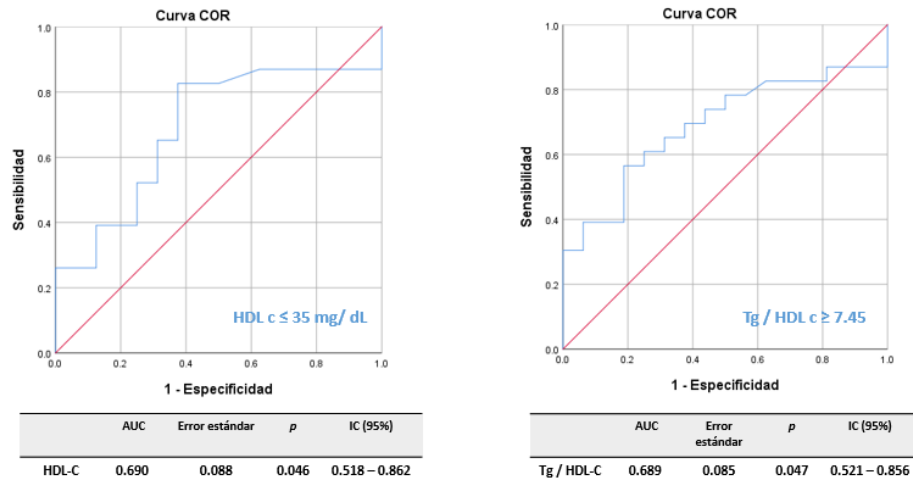 Curva COR
1.0
0.8
0.6
0.4
0.2
0.0
Sensibilidad
HDL c ≤ 35 mg/ dL
0.0 0.2 0.4 0.6 0.8 1.0
1 - Especificidad
AUC Error estándar p IC (95%)
HDL-C 0.690 0.088 0.046 0.518 – 0.862
Curva COR
1.0
0.8
0.6
0.4
0.2
0.0
Sensibilidad
Tg / HDL c ≥ 7.45
0.0 0.2 0.4 0.6 0.8 1.0
1 - Especificidad
AUC Error p IC (95%)
estándar
Tg / HDL-C 0.689 0.085 0.047 0.521 – 0.856